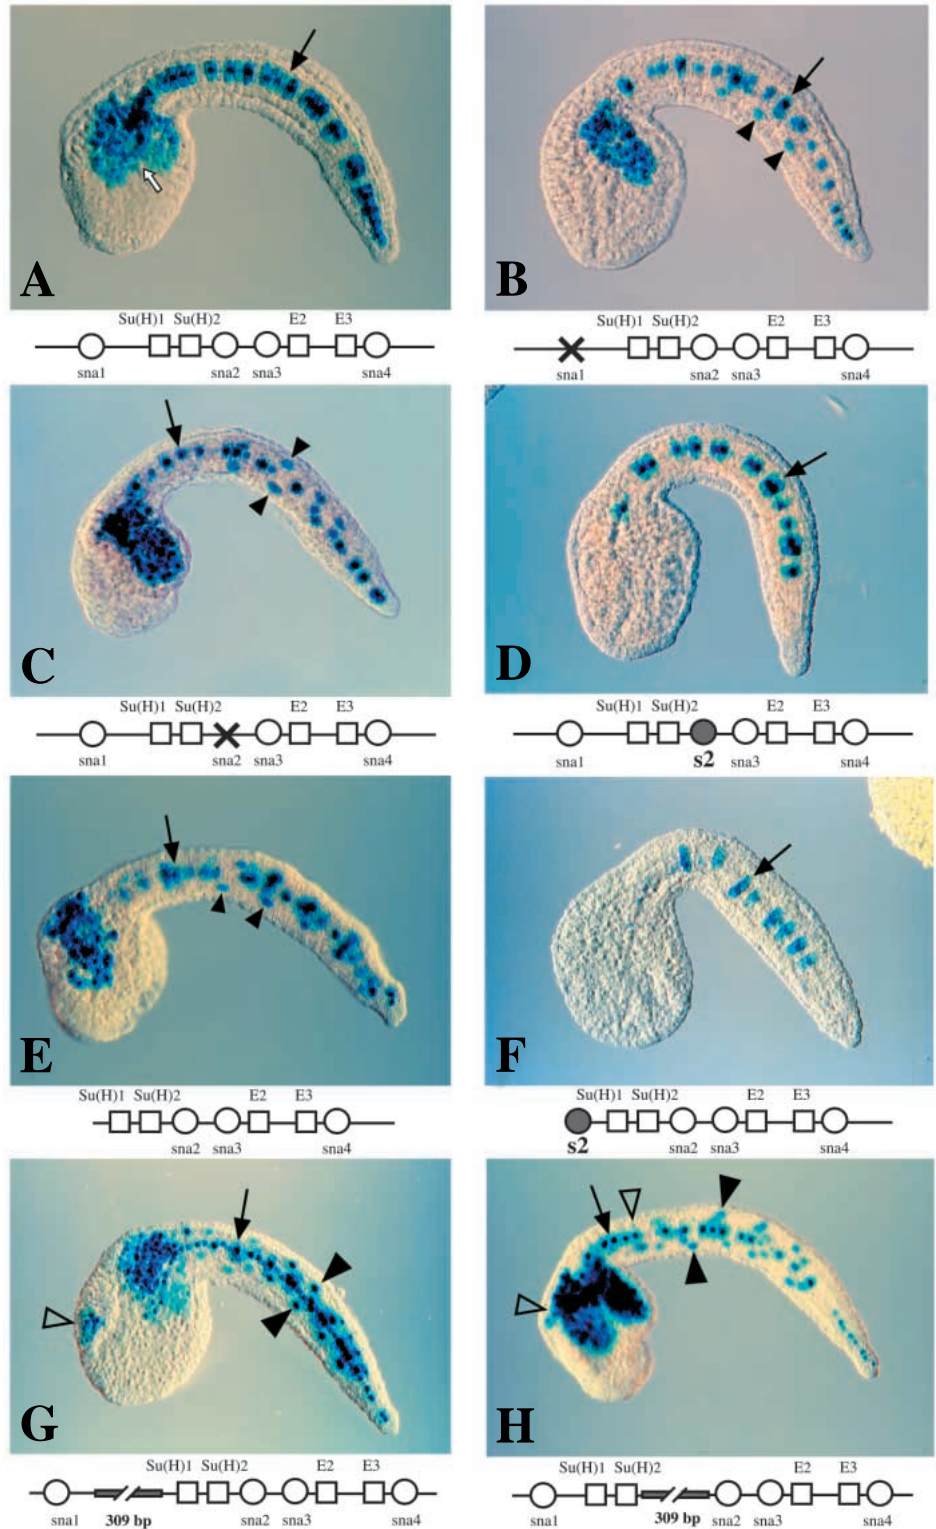 A
B
Su(H)1 Su(H)2 E2 E3
sna1 sna2 sna3 sna4
Su(H)1 Su(H)2 E2 E3
sna1 sna2 sna3 sna4
C
D
Su(H)1 Su(H)2 E2 E3
sna1 sna2 sna3 sna4
Su(H)1 Su(H)2 E2 E3
sna1 s2 sna3 sna4
E
F
Su(H)1 Su(H)2 E2 E3
sna2 sna3 sna4
Su(H)1 Su(H)2 E2 E3
s2 sna2 sna3 sna4
G
H
Su(H)1 Su(H)2 E2 E3
sna1 309 bp sna2 sna3 sna4
Su(H)1 Su(H)2 E2 E3
sna1 309 bp sna2 sna3 sna4